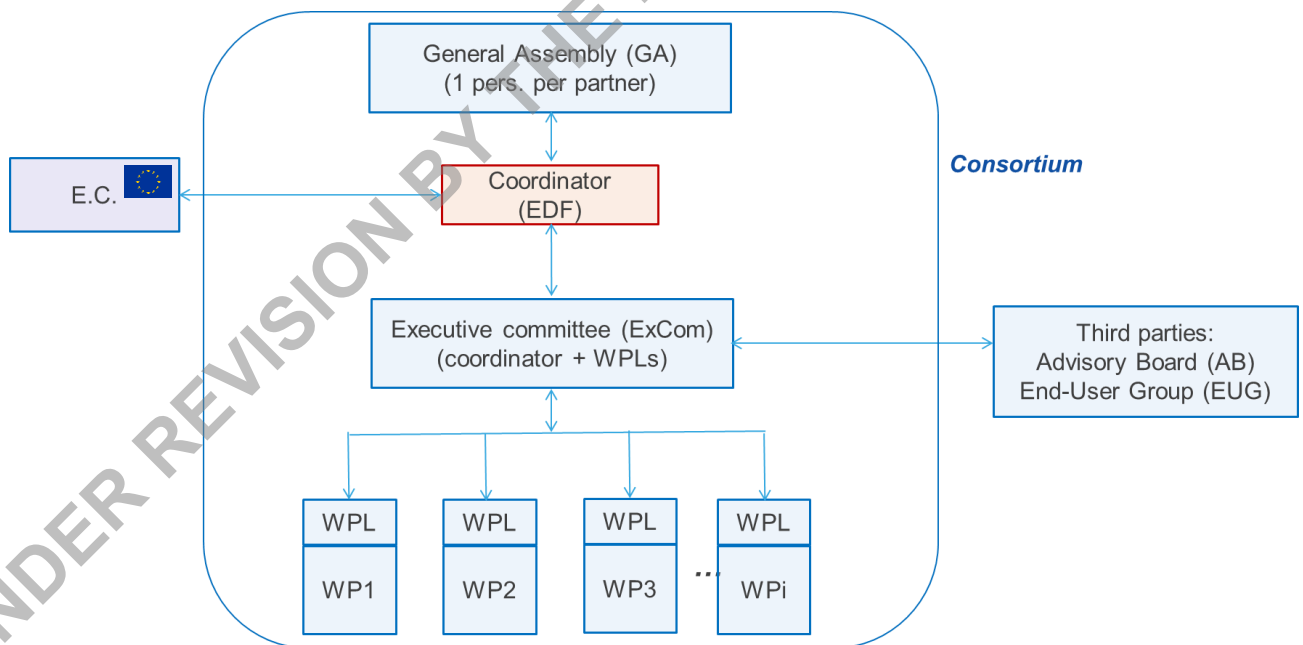 General Assembly (GA)
(1 pers. per partner)
Consortium
E.C.
Coordinator
(EDF)
Executive committee (ExCom)
(coordinator + WPLs)
Third parties:
Advisory Board (AB)
End-User Group (EUG)
WPL WPL WPL WPL
WP1 WP2 WP3 ... WPi
REVISION BY THE